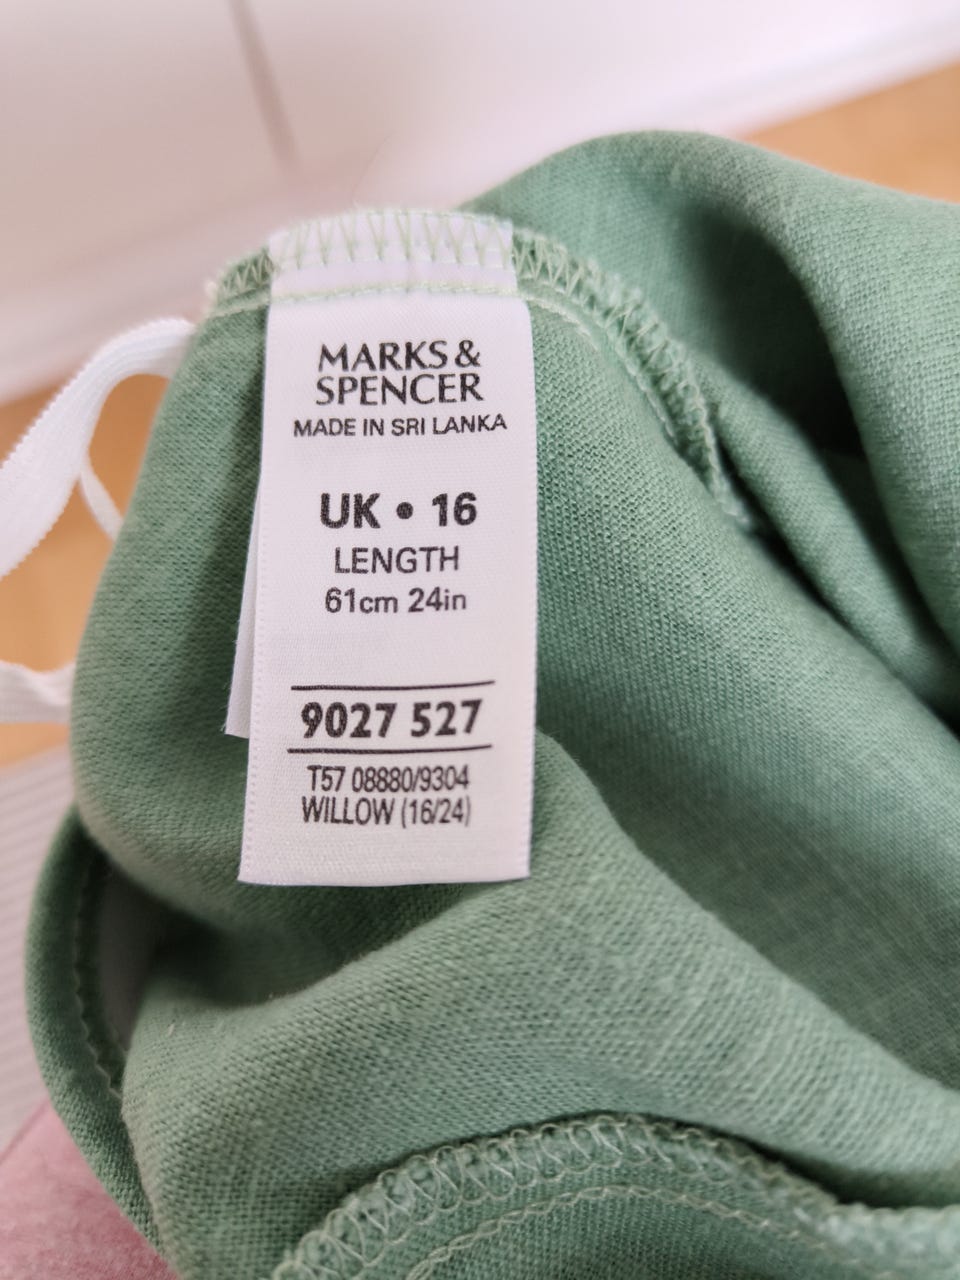 MARKS &
SPENCER
MADE IN SRI LANKA
UK • 16
LENGTH
61cm 24in
9027 527
T57 08880/9304
WILLOW (16/24)